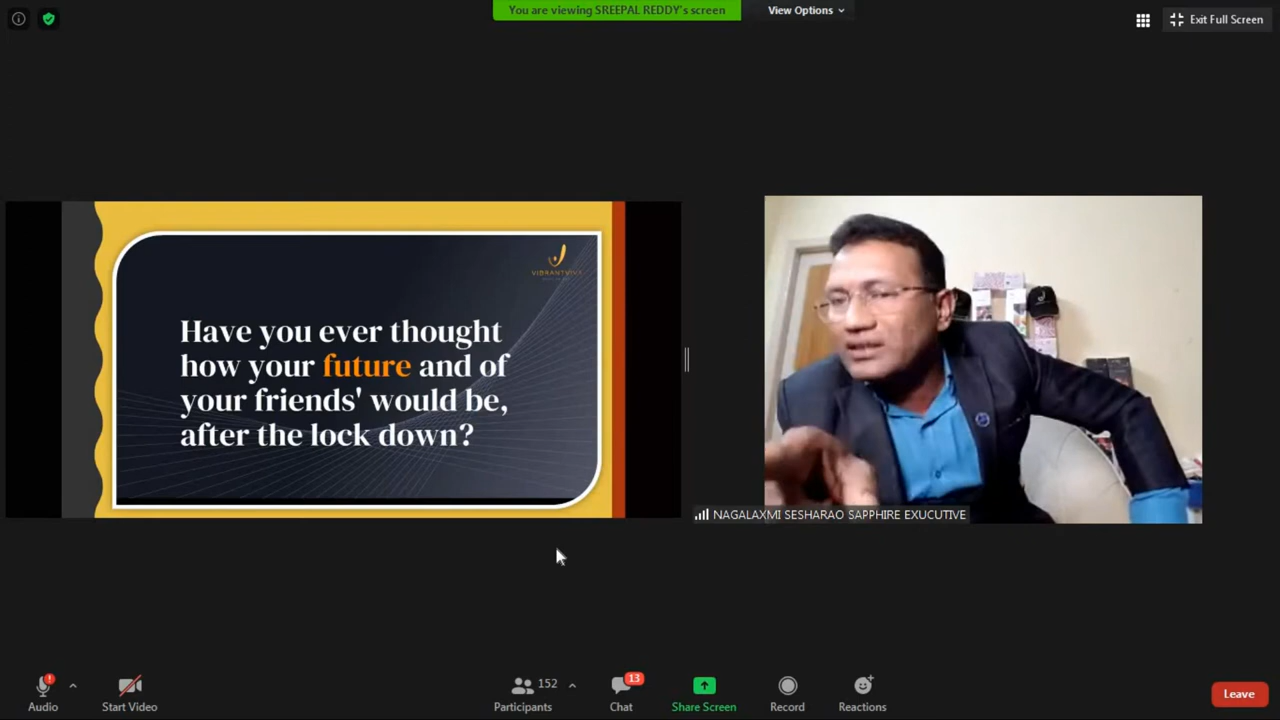 You are viewing SREEPAL REDDY's screen
View Options
Exit Full Screen
VIBRANTVIVA
Have you ever thought
how your future and of
your friends' would be,
after the lock down?
NAGALAXMI SESHARAO SAPPHIRE EXUCUTIVE
Audio
Start Video
152
Participants
13
Chat
Share Screen
Record
Reactions
Leave